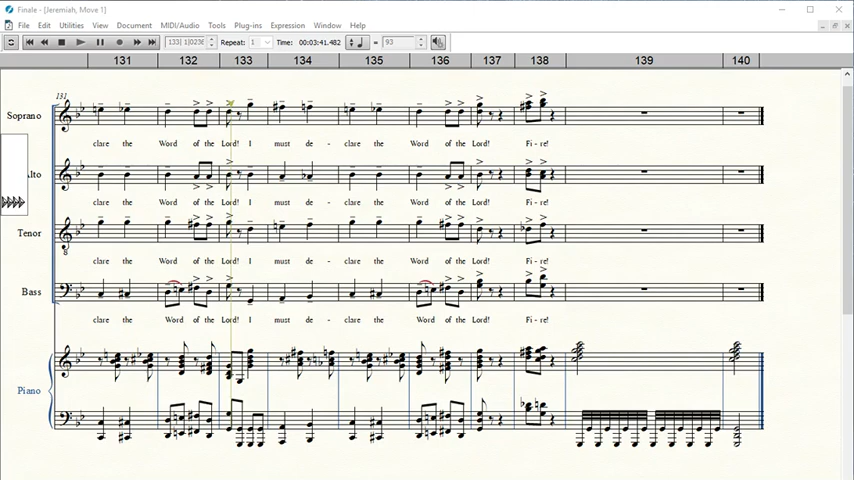 Finale - [Jeremiah, Move 1]
File Edit Utilities View Document MIDI/Audio Tools Plug-ins Expression Window Help
133| 1|0236 Repeat: 1 Time: 00:03:41.482 = 93
131 132 133 134 135 136 137 138 139 140
131
Soprano
clare the Word of the Lord! I must de - clare the Word of the Lord! Fi - re!
Alto
clare the Word of the Lord! I must de - clare the Word of the Lord! Fi - re!
Tenor
8
clare the Word of the Lord! I must de - clare the Word of the Lord! Fi - re!
Bass
clare the Word of the Lord! I must de - clare the Word of the Lord! Fi - re!
Piano